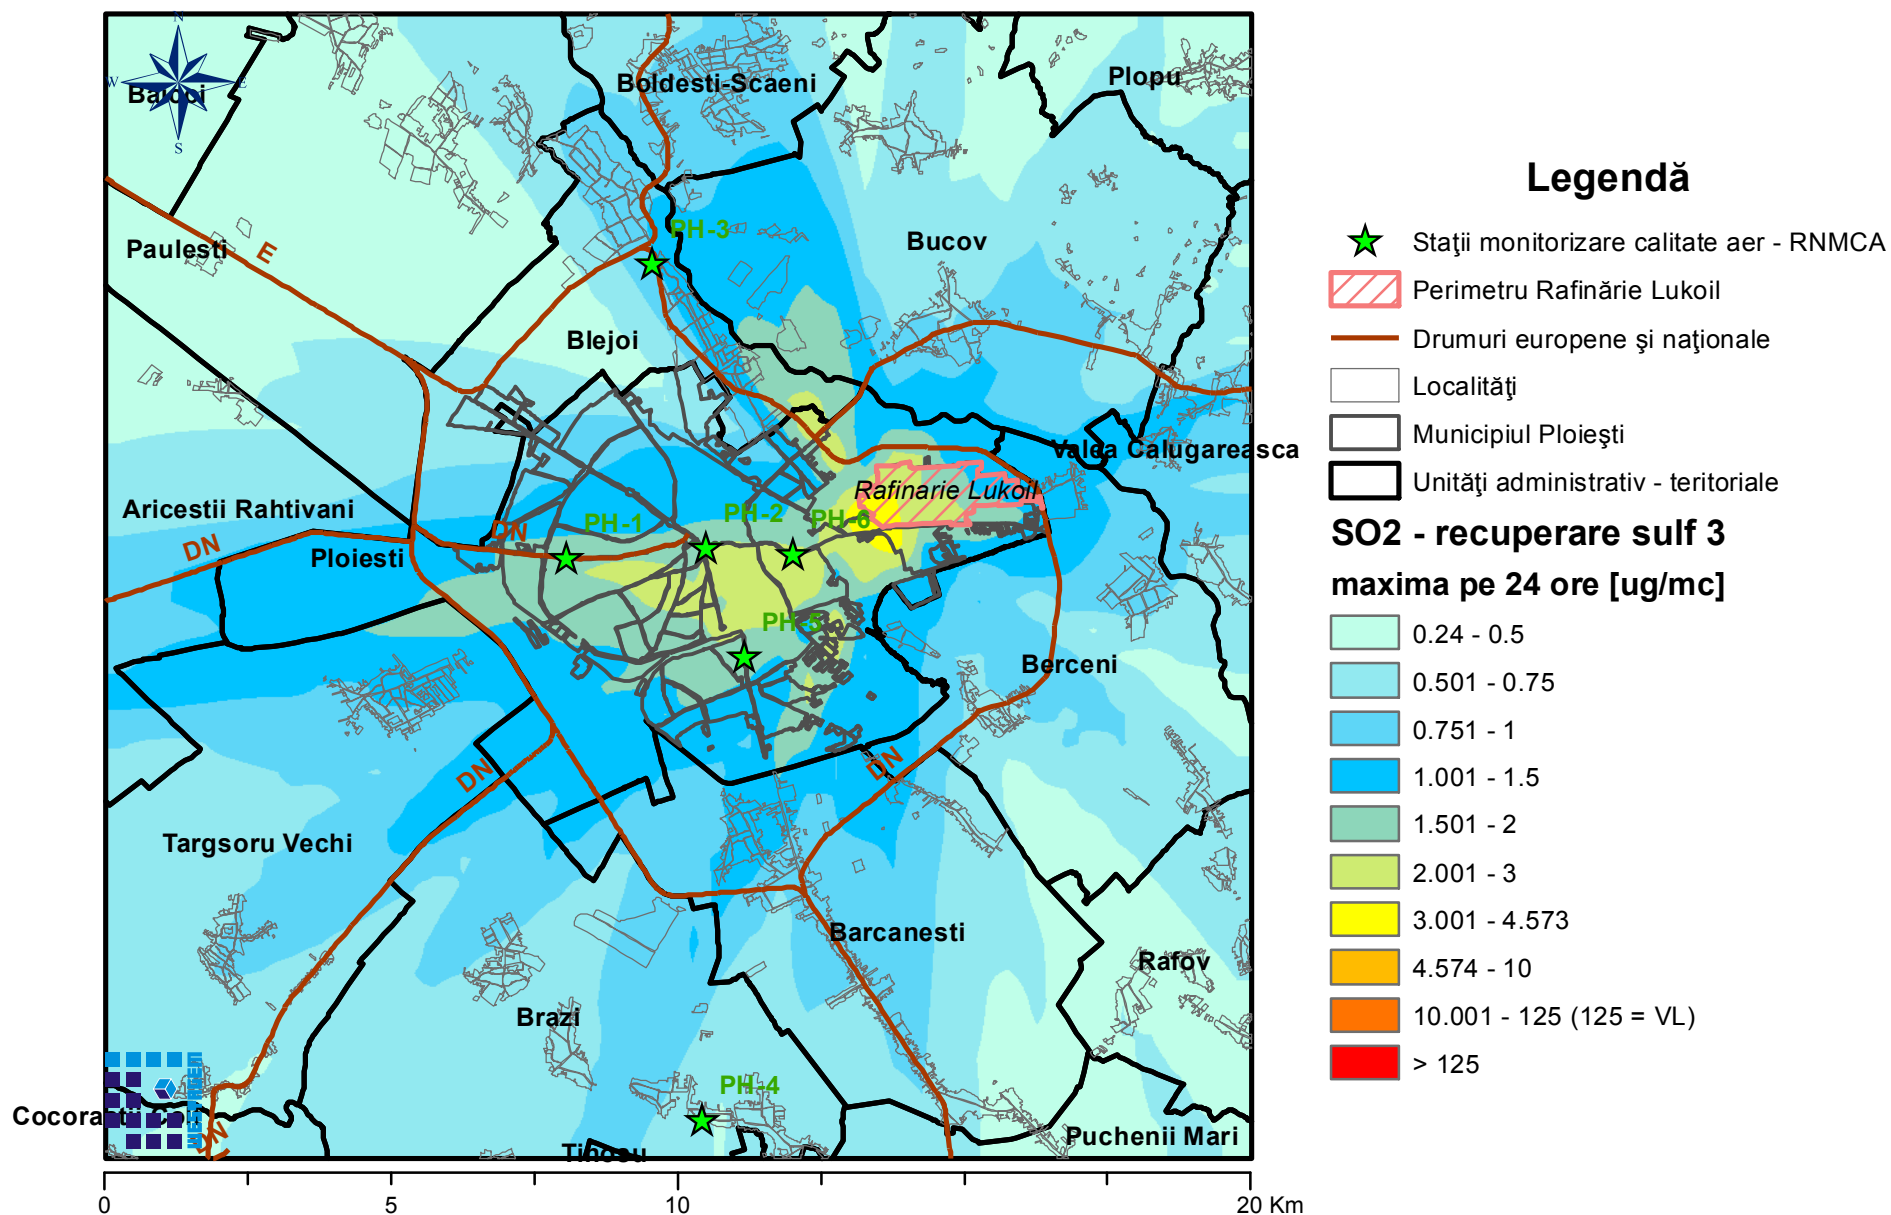 N
W
E
S
Baicoi
Boldesti-Scaeni
Plopu
PH-3
Paulesti
E
Bucov
Blejoi
Valea Calugareasca
Rafinarie Lukoil
Aricestii Rahtivani
DN
DN
PH-1
PH-2
PH-6
Ploiesti
PH-5
Berceni
DN
DN
Targsoru Vechi
Barcanesti
Rafov
Brazi
PH-4
DN
Puchenii Mari
Tinosu
0
5
10
20 Km
Legendă
Staţii monitorizare calitate aer - RNMCA
Perimetru Rafinărie Lukoil
Drumuri europene şi naţionale
Localităţi
Municipiul Ploieşti
Unităţi administrativ - teritoriale
SO2 - recuperare sulf 3
maxima pe 24 ore [ug/mc]
0.24 - 0.5
0.501 - 0.75
0.751 - 1
1.001 - 1.5
1.501 - 2
2.001 - 3
3.001 - 4.573
4.574 - 10
10.001 - 125 (125 = VL)
> 125